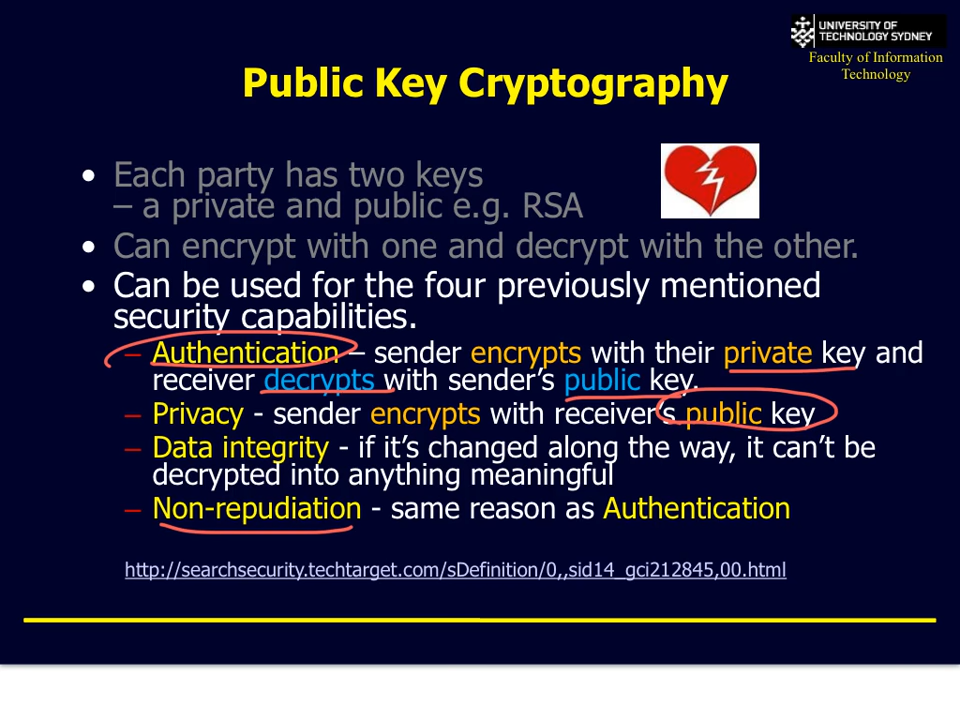 UNIVERSITY OF
TECHNOLOGY SYDNEY
Faculty of Information
Technology
Public Key Cryptography
• Each party has two keys
– a private and public e.g. RSA
• Can encrypt with one and decrypt with the other.
• Can be used for the four previously mentioned
security capabilities.
– Authentication – sender encrypts with their private key and
receiver decrypts with sender’s public key.
– Privacy - sender encrypts with receiver’s public key
– Data integrity - if it’s changed along the way, it can’t be
decrypted into anything meaningful
– Non-repudiation - same reason as Authentication
http://searchsecurity.techtarget.com/sDefinition/0,,sid14_gci212845,00.html